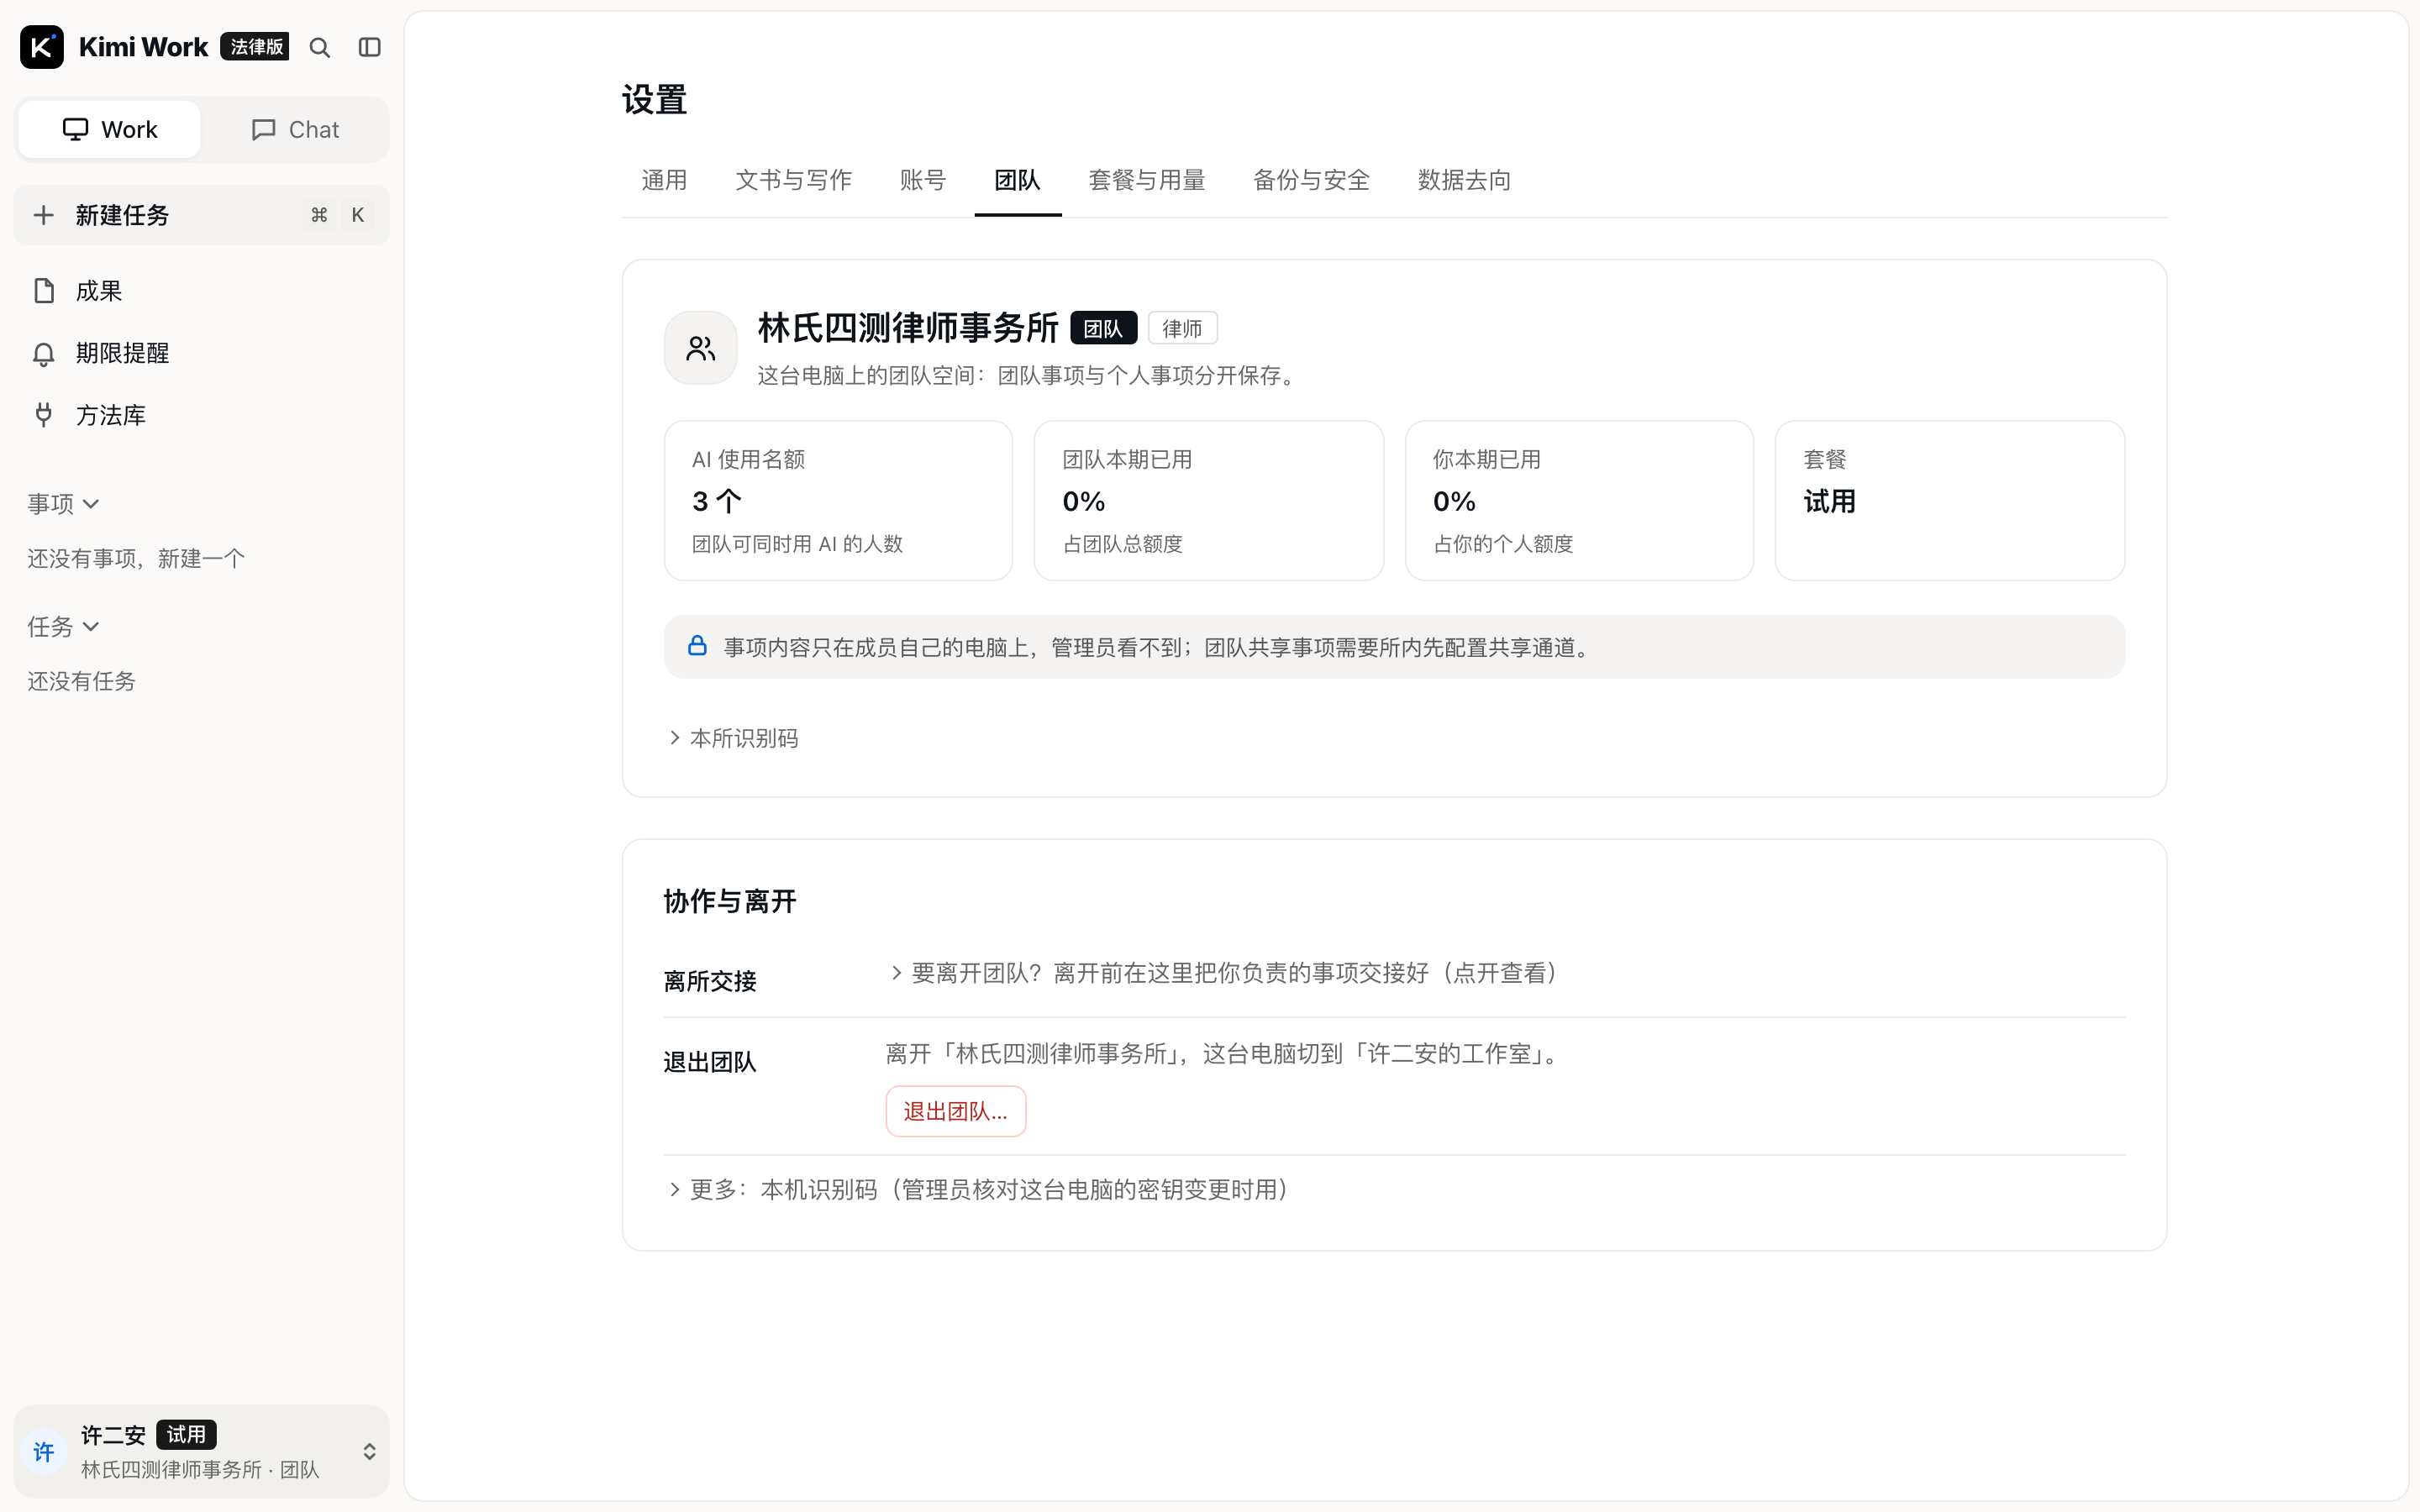 Kimi Work 法律版
Work
Chat
新建任务 ⌘ K
成果
期限提醒
方法库
事项
还没有事项，新建一个
任务
还没有任务
许二安 试用
林氏四测律师事务所 · 团队
设置
通用 文书与写作 账号 团队 套餐与用量 备份与安全 数据去向
林氏四测律师事务所 团队 律师
这台电脑上的团队空间：团队事项与个人事项分开保存。
AI 使用名额
3 个
团队可同时用 AI 的人数
团队本期已用
0%
占团队总额度
你本期已用
0%
占你的个人额度
套餐
试用
事项内容只在成员自己的电脑上，管理员看不到；团队共享事项需要所内先配置共享通道。
本所识别码
协作与离开
离所交接
要离开团队？离开前在这里把你负责的事项交接好（点开查看）
退出团队
离开「林氏四测律师事务所」，这台电脑切到「许二安的工作室」。
退出团队...
更多：本机识别码（管理员核对这台电脑的密钥变更时用）